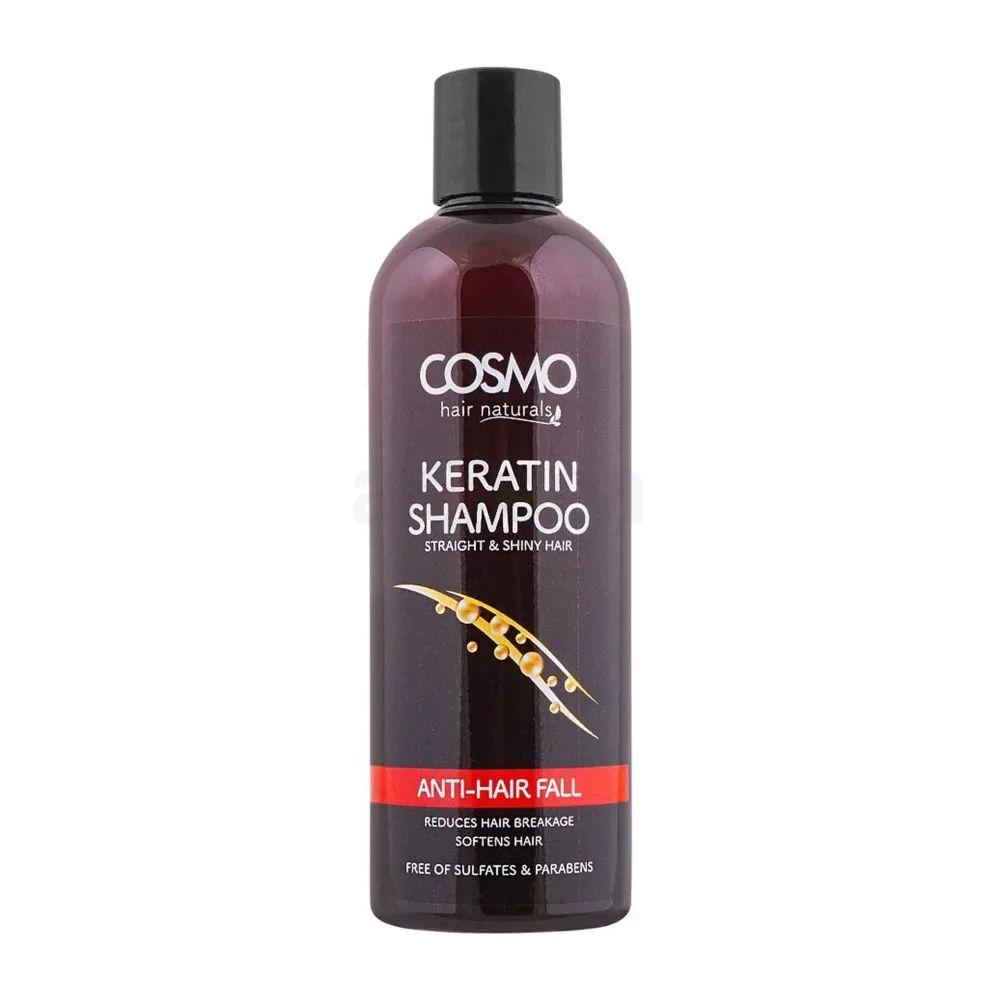 COSMO
hair naturals
KERATIN
SHAMPOO
STRAIGHT & SHINY HAIR
ANTI-HAIR FALL
REDUCES HAIR BREAKAGE
SOFTENS HAIR
FREE OF SULFATES & PARABENS